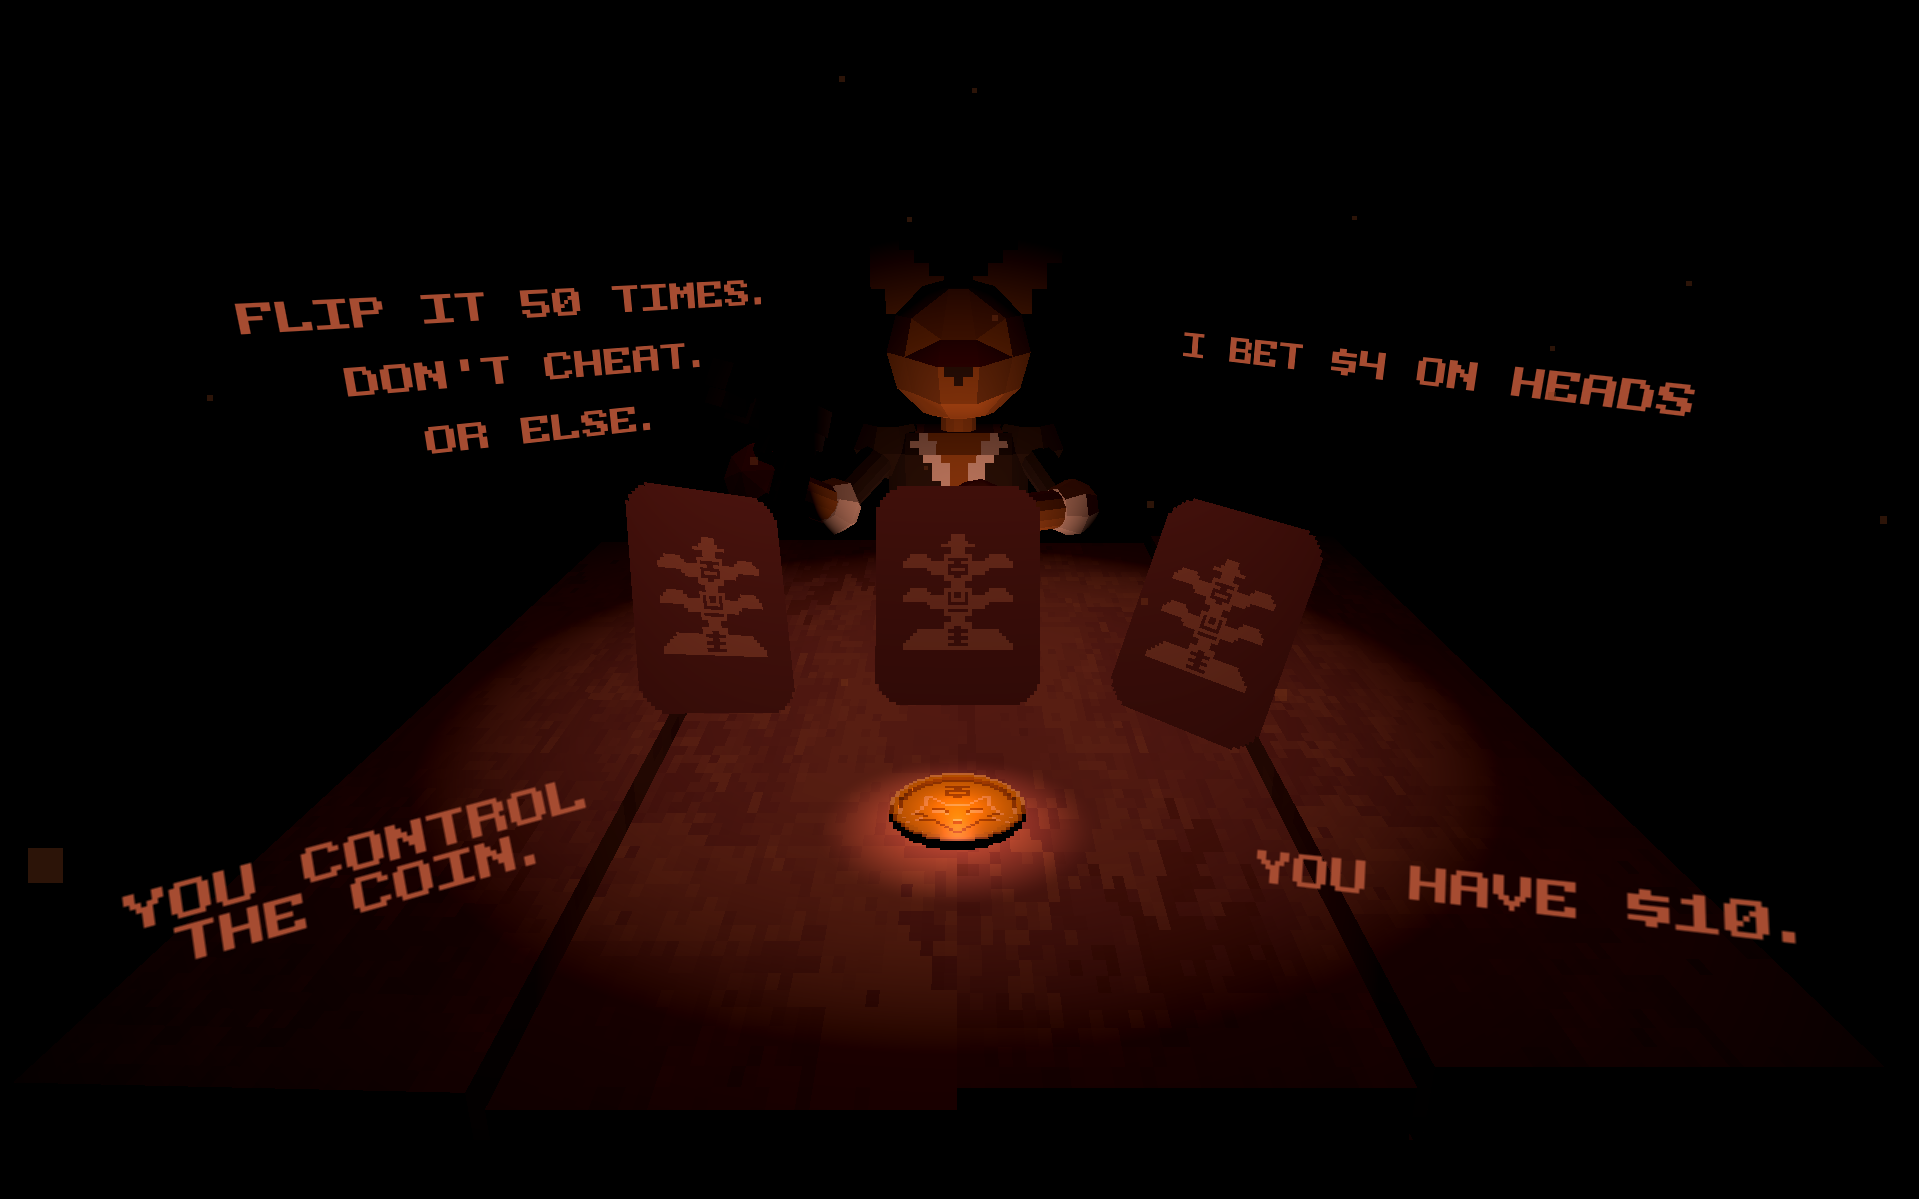 FLIP IT 50 TIMES.
DON'T CHEAT.
OR ELSE.
I BET $4 ON HEADS
YOU CONTROL
THE COIN.
YOU HAVE $10.